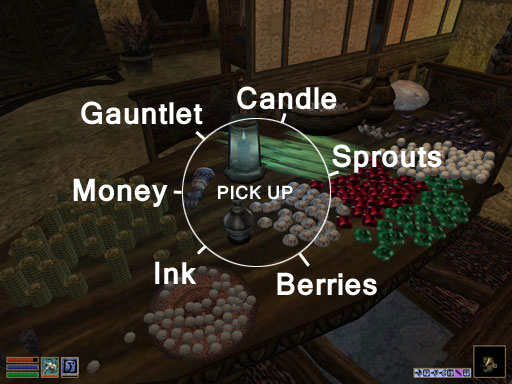 Candle
Gauntlet
Sprouts
Money
PICK UP
Ink
Berries